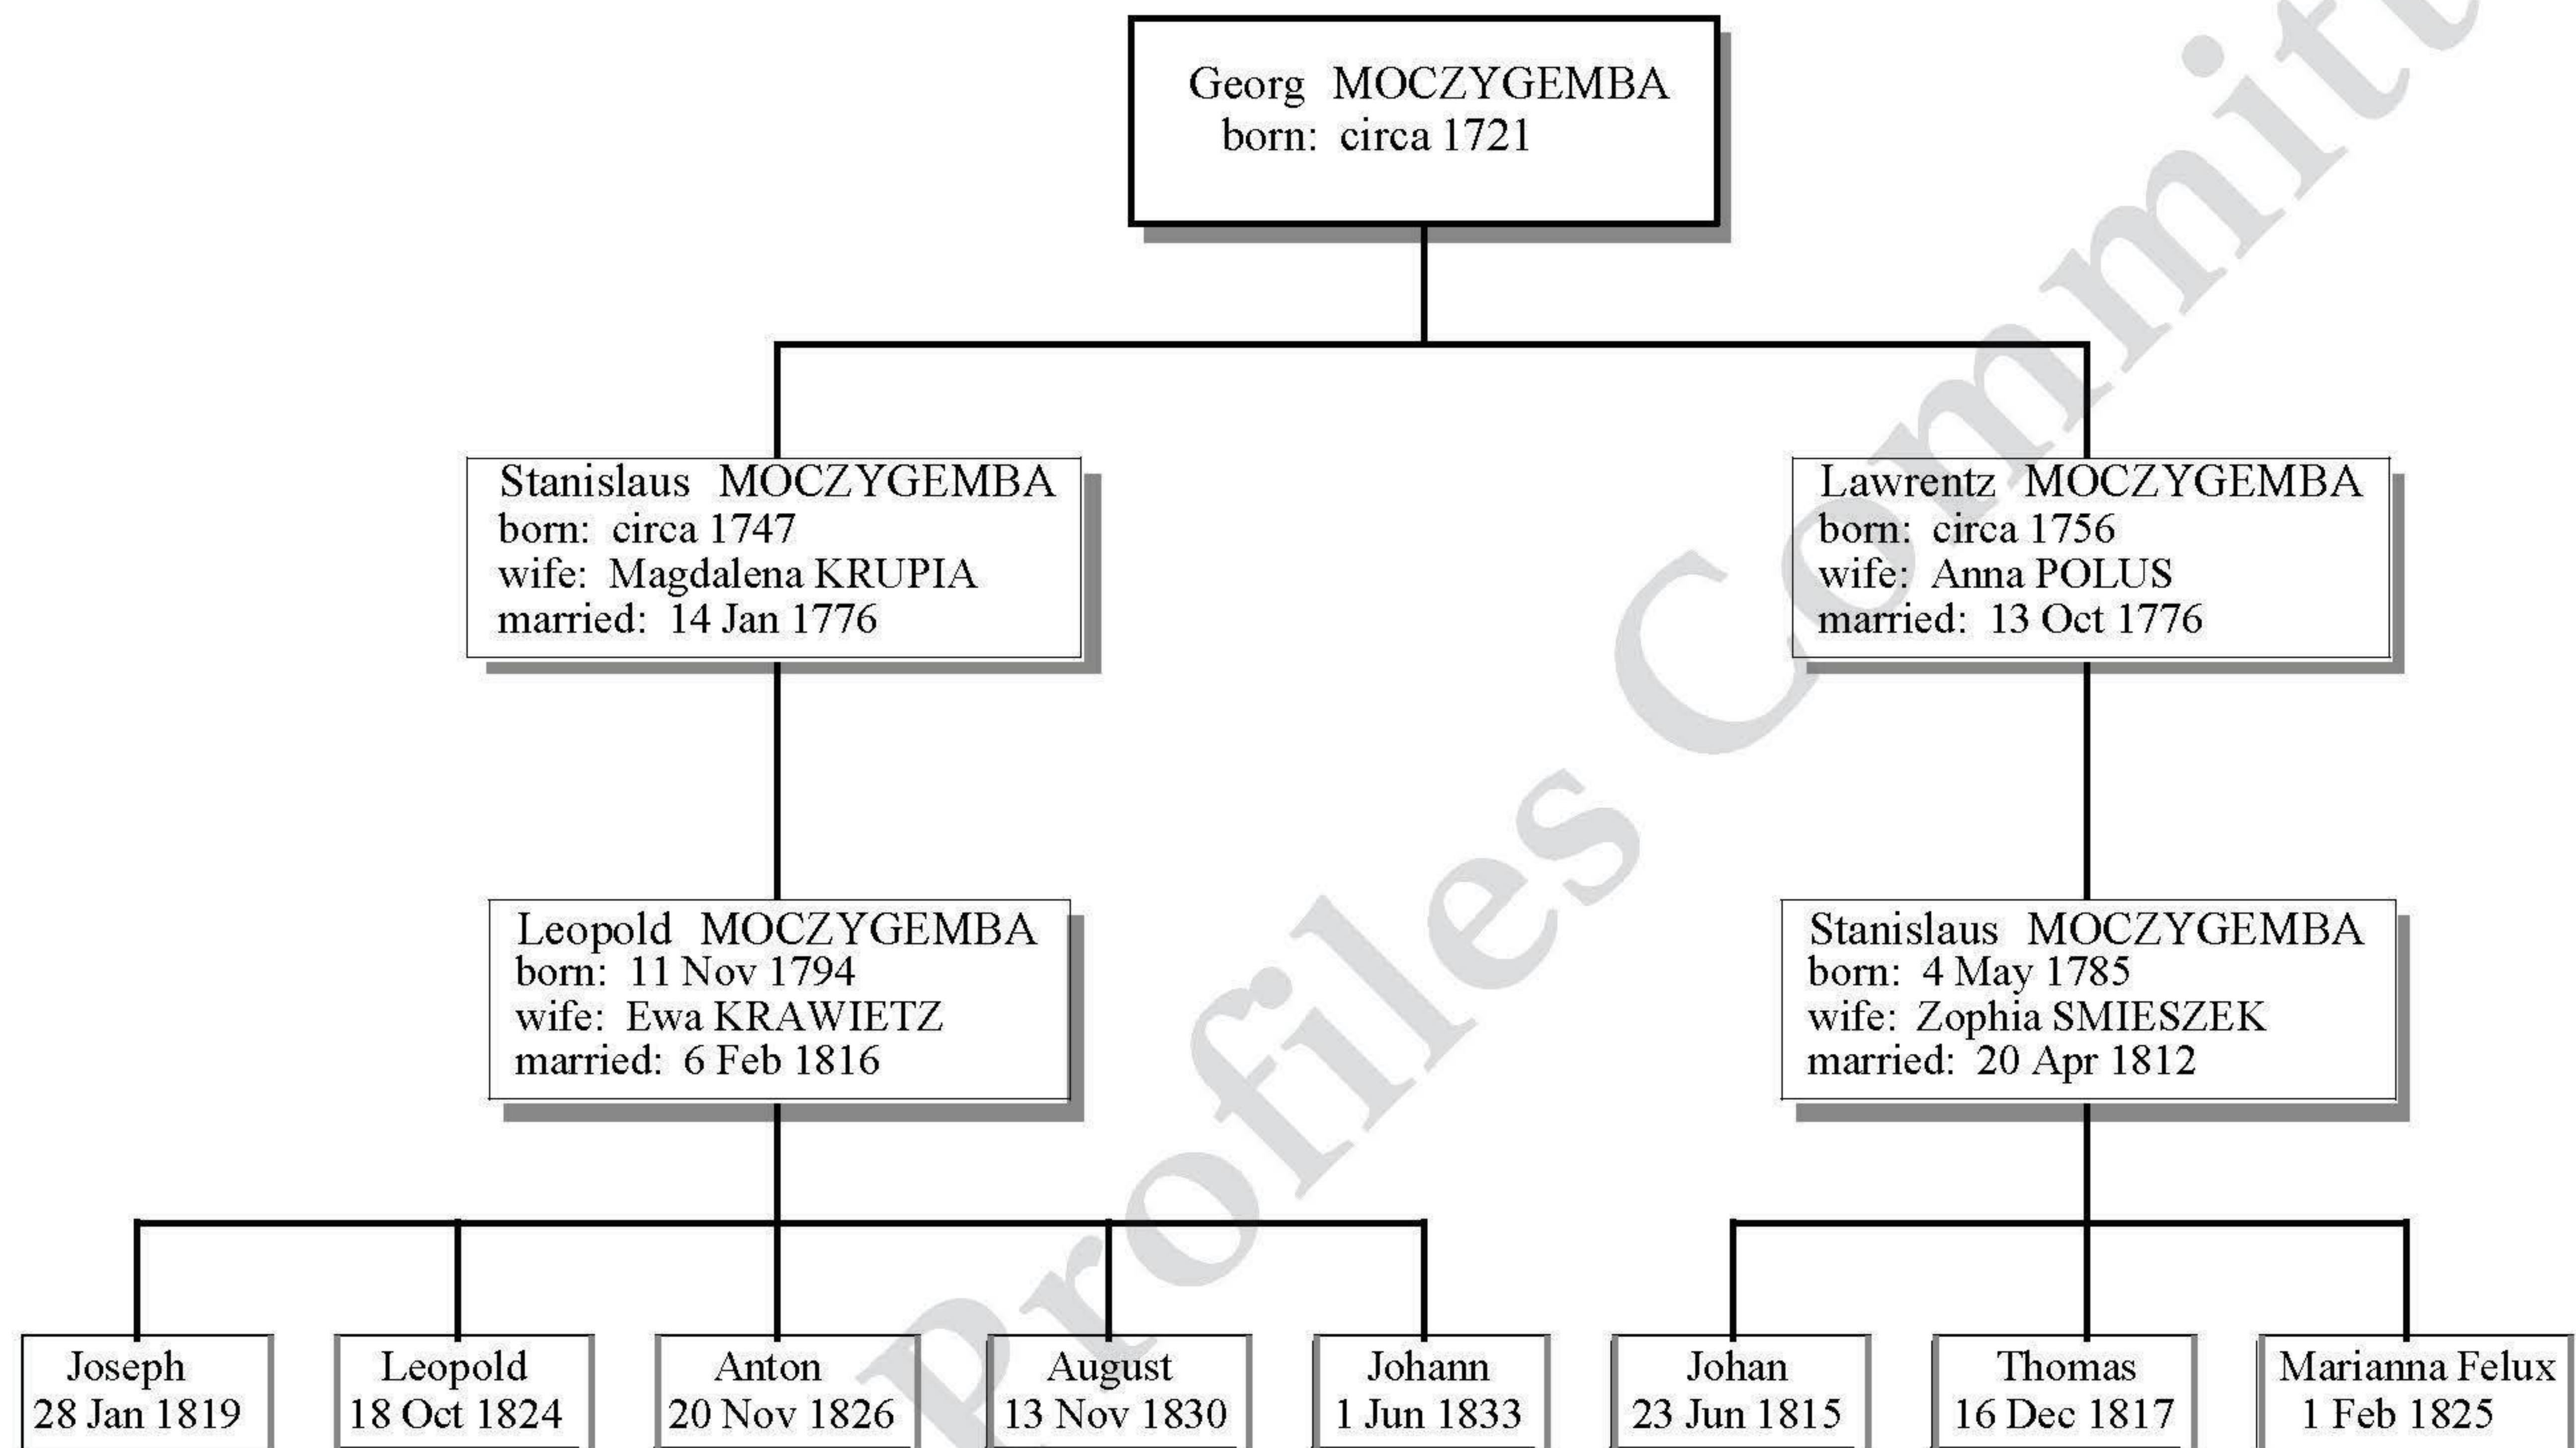 Georg MOCZYGEMBA
born: circa 1721
Stanislaus MOCZYGEMBA
born: circa 1747
wife: Magdalena KRUPIA
married: 14 Jan 1776
Lawrentz MOCZYGEMBA
born: circa 1756
wife: Anna POLUS
married: 13 Oct 1776
Leopold MOCZYGEMBA
born: 11 Nov 1794
wife: Ewa KRAWIETZ
married: 6 Feb 1816
Stanislaus MOCZYGEMBA
born: 4 May 1785
wife: Zophia SMIESZEK
married: 20 Apr 1812
Joseph
28 Jan 1819
Leopold
18 Oct 1824
Anton
20 Nov 1826
August
13 Nov 1830
Johann
1 Jun 1833
Johan
23 Jun 1815
Thomas
16 Dec 1817
Marianna Felux
1 Feb 1825
Profiles Committ